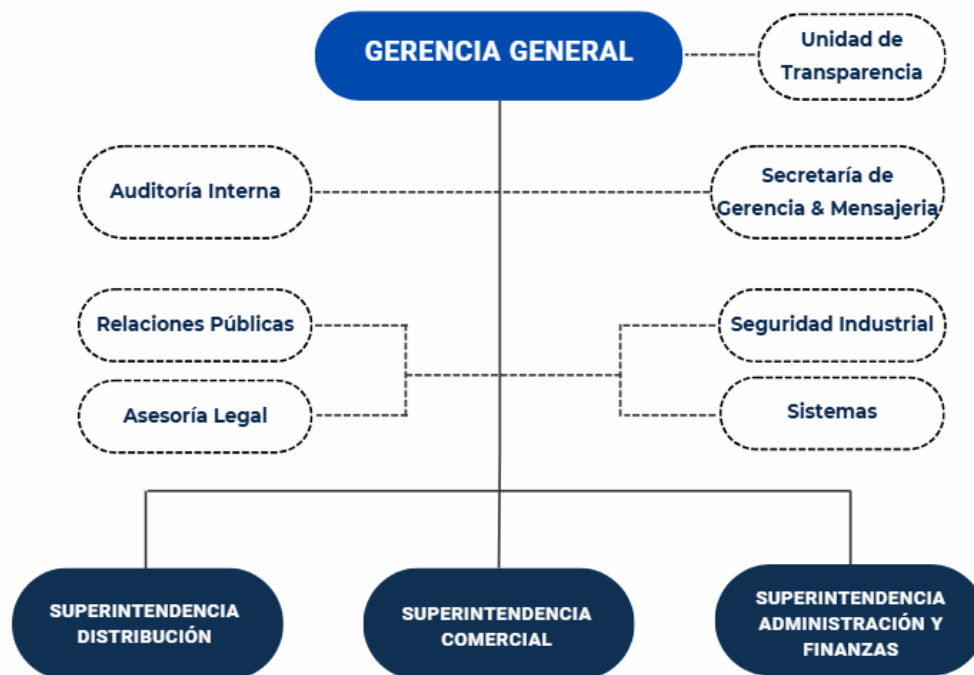 GERENCIA GENERAL
Unidad de
Transparencia
Auditoría Interna
Secretaría de
Gerencia & Mensajeria
Relaciones Públicas
Seguridad Industrial
Asesoría Legal
Sistemas
SUPERINTENDENCIA
DISTRIBUCIÓN
SUPERINTENDENCIA
COMERCIAL
SUPERINTENDENCIA
ADMINISTRACIÓN Y
FINANZAS